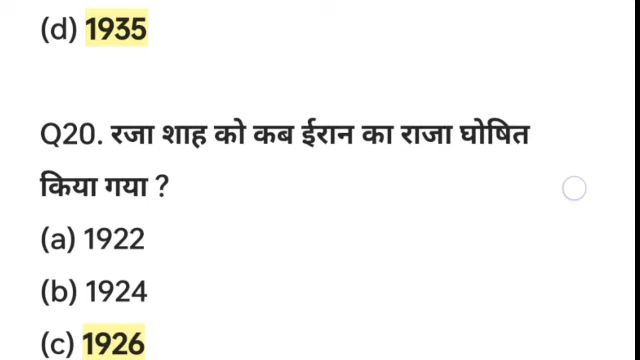 (d) 1935
Q20. रजा शाह को कब ईरान का राजा घोषित
किया गया ?
(a) 1922
(b) 1924
(c) 1926